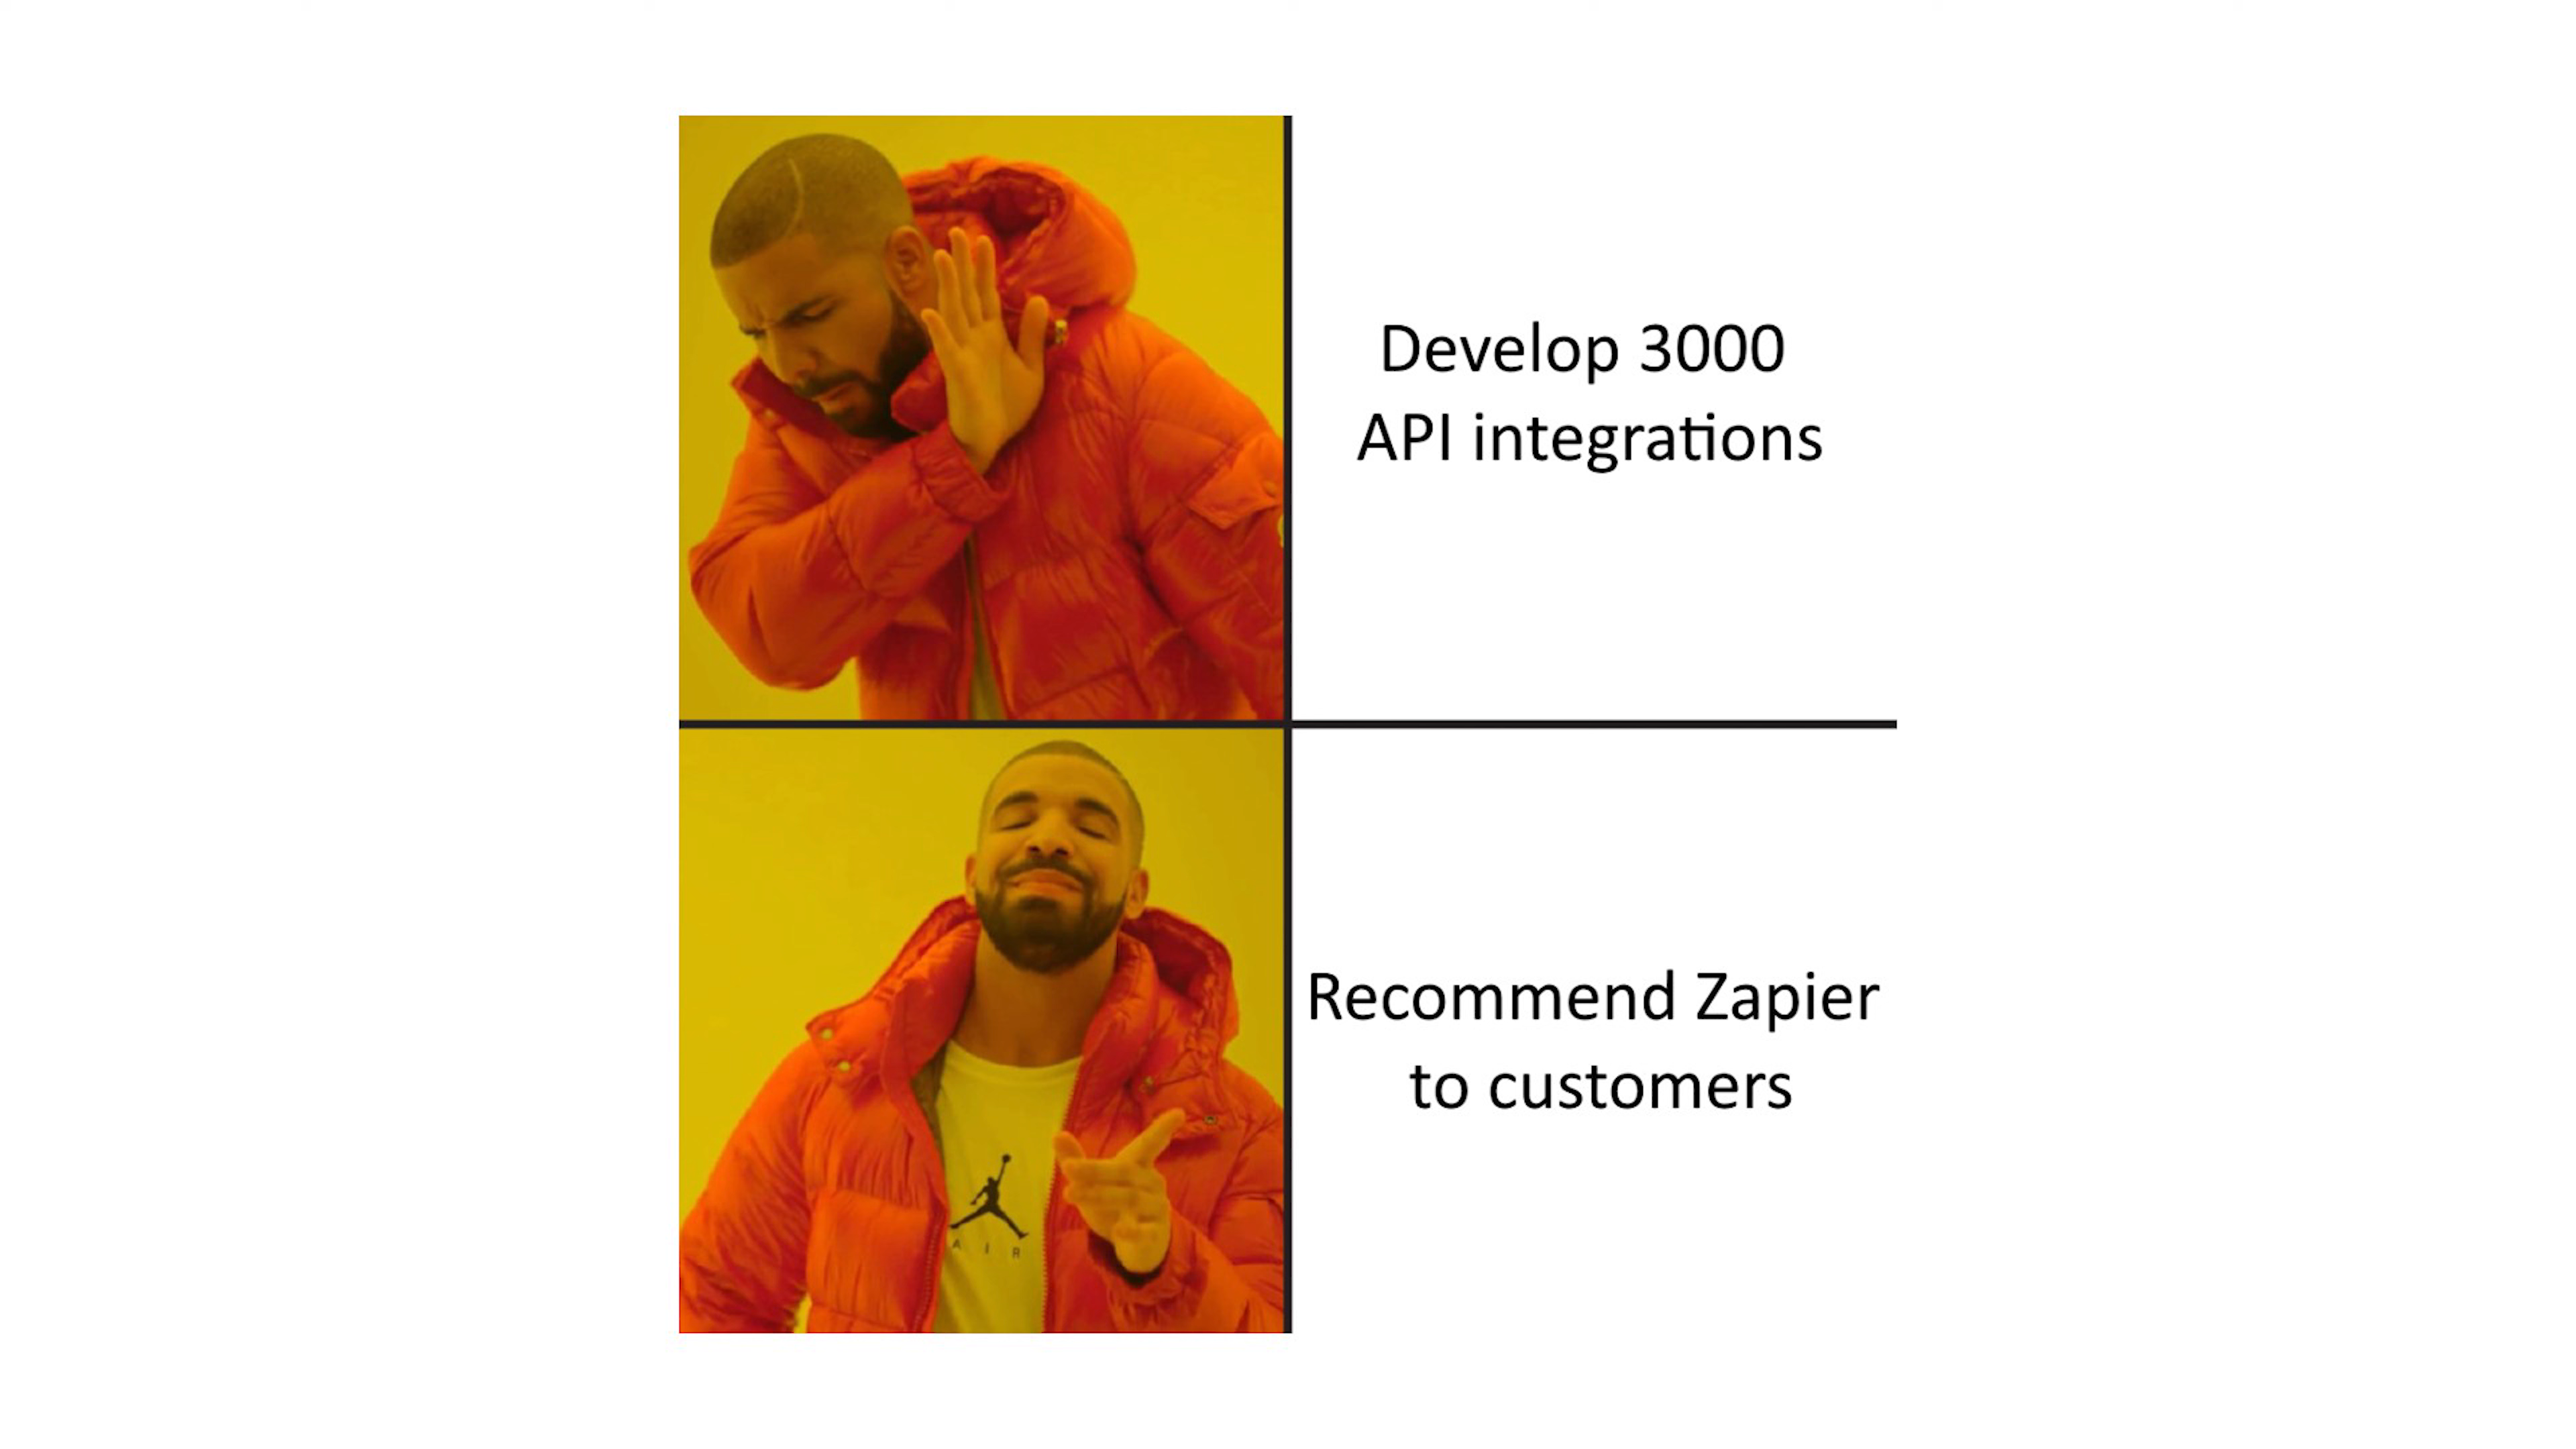 Develop 3000
API integrations
Recommend Zapier
to customers
A I R